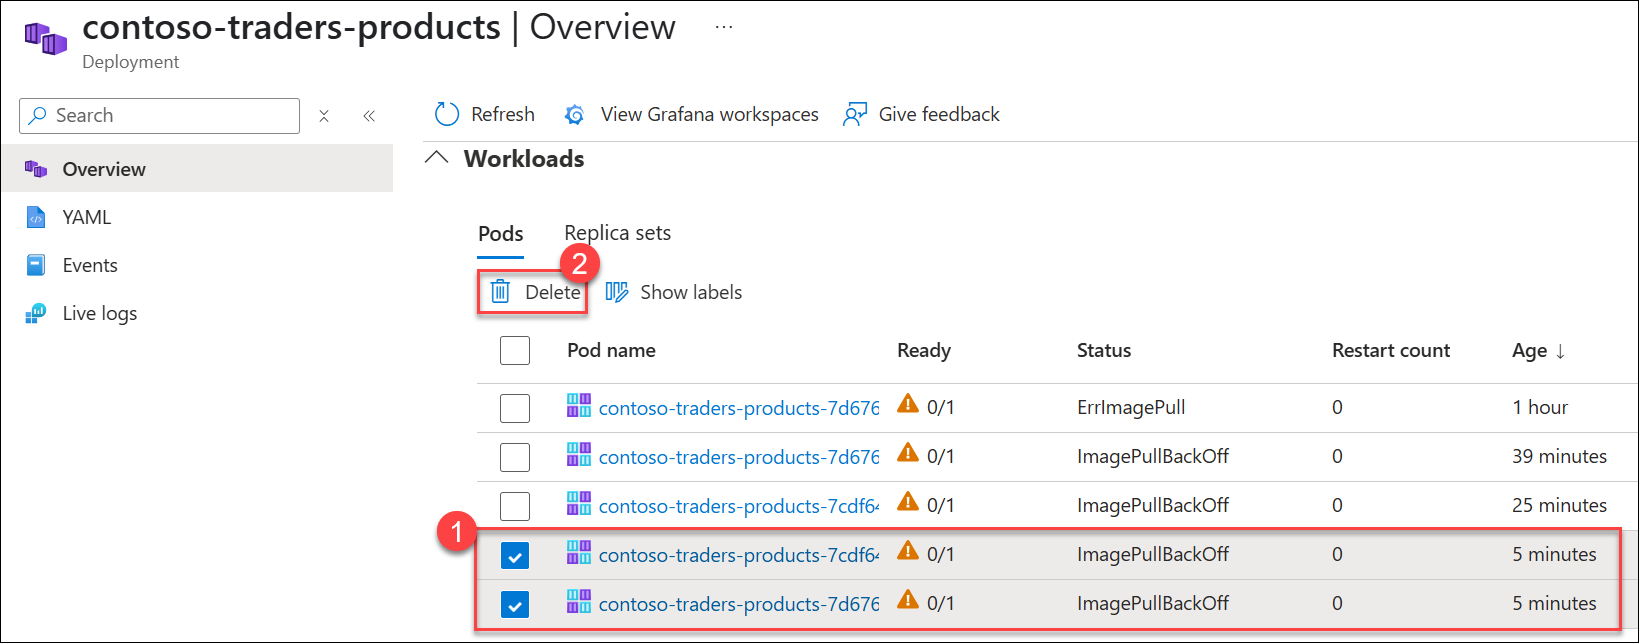 contoso-traders-products | Overview ...
Deployment
Search
Refresh View Grafana workspaces Give feedback
Overview
YAML
Events
Live logs
Workloads
Pods Replica sets
2
Delete Show labels
Pod name Ready Status Restart count Age ↓
contoso-traders-products-7d676 0/1 ErrImagePull 0 1 hour
contoso-traders-products-7d676 0/1 ImagePullBackOff 0 39 minutes
contoso-traders-products-7cdf64 0/1 ImagePullBackOff 0 25 minutes
1
contoso-traders-products-7cdf64 0/1 ImagePullBackOff 0 5 minutes
contoso-traders-products-7d676 0/1 ImagePullBackOff 0 5 minutes